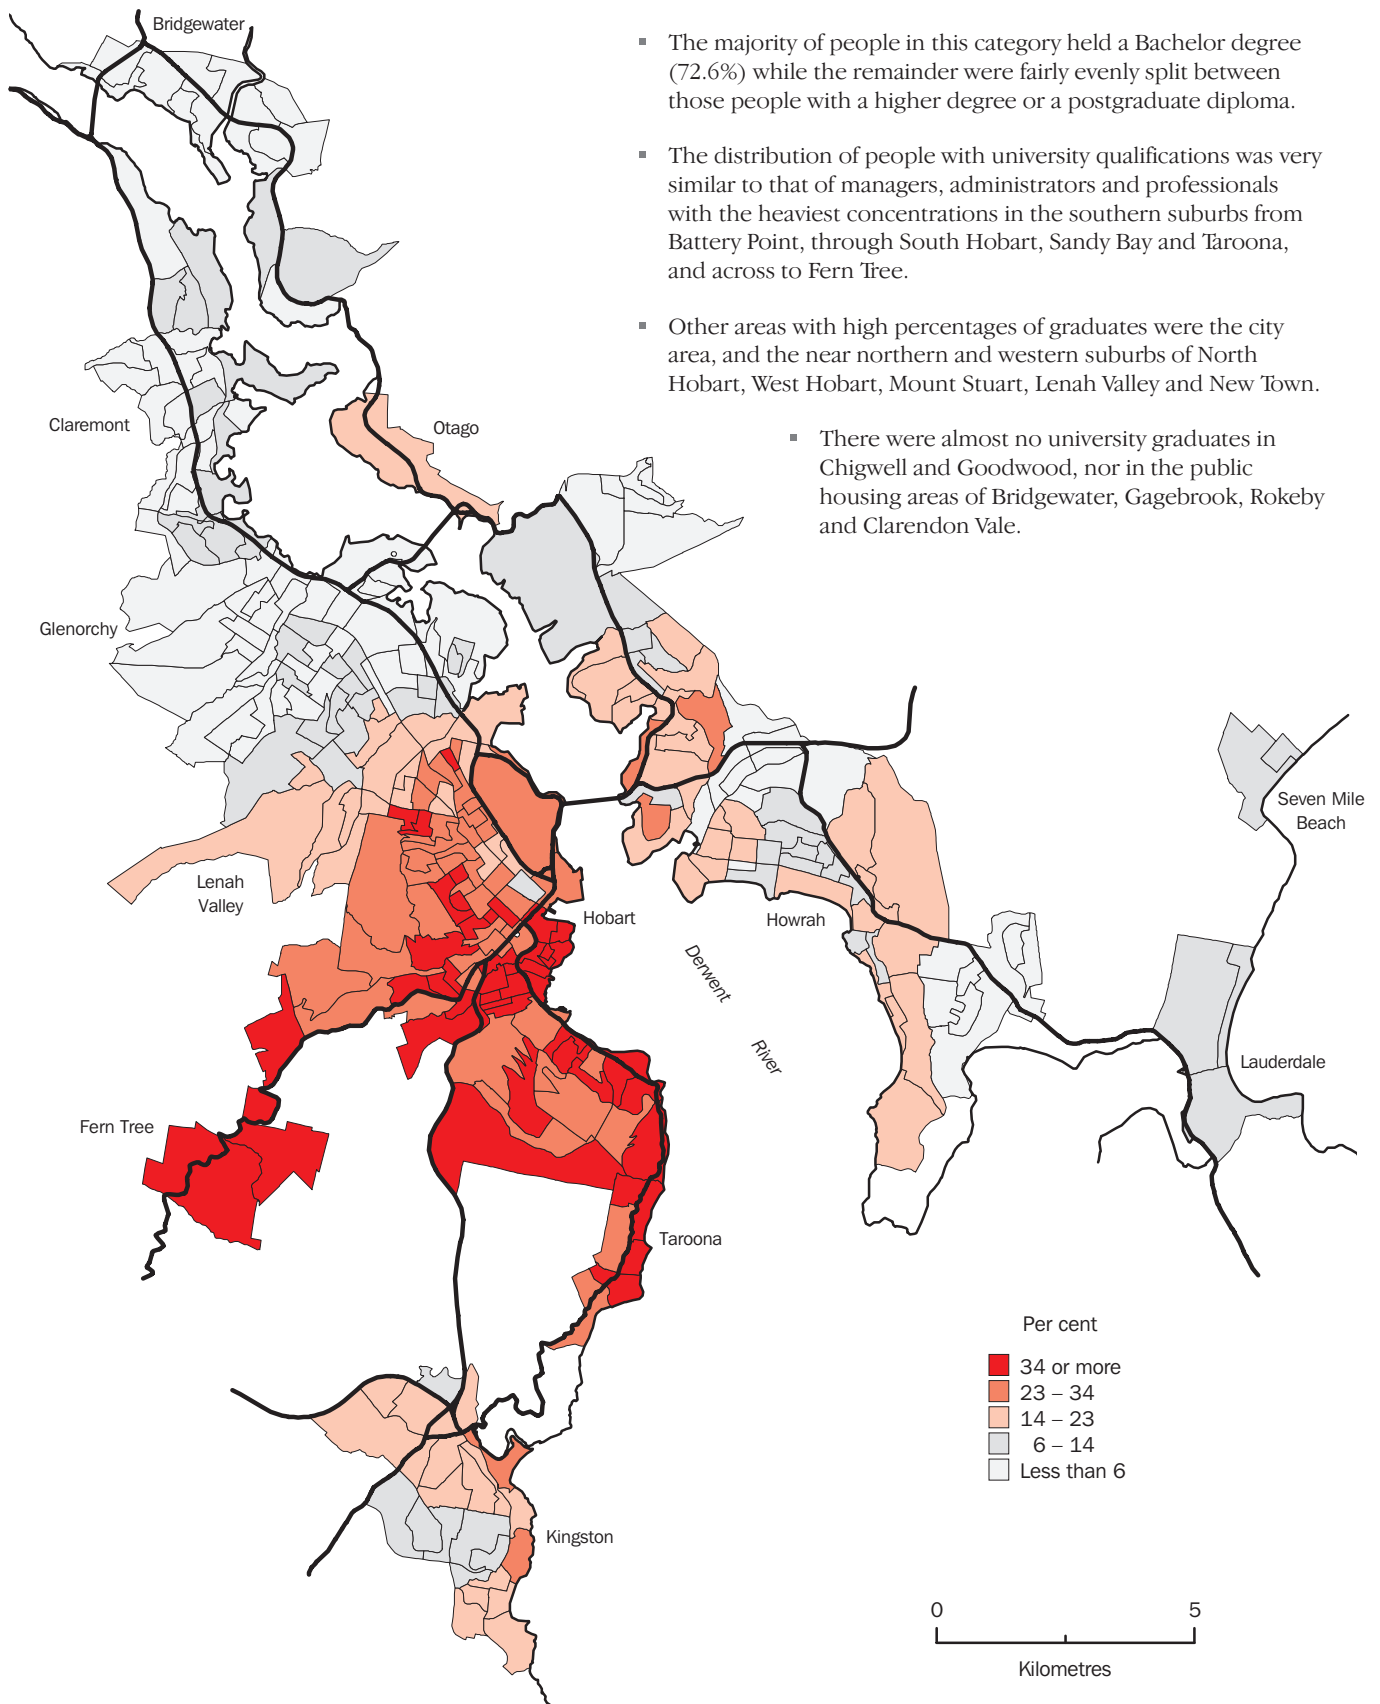 Bridgewater
▪ The majority of people in this category held a Bachelor degree
(72.6%) while the remainder were fairly evenly split between
those people with a higher degree or a postgraduate diploma.
▪ The distribution of people with university qualifications was very
similar to that of managers, administrators and professionals
with the heaviest concentrations in the southern suburbs from
Battery Point, through South Hobart, Sandy Bay and Taroona,
and across to Fern Tree.
▪ Other areas with high percentages of graduates were the city
area, and the near northern and western suburbs of North
Hobart, West Hobart, Mount Stuart, Lenah Valley and New Town.
▪ There were almost no university graduates in
Chigwell and Goodwood, nor in the public
housing areas of Bridgewater, Gagebrook, Rokeby
and Clarendon Vale.
Claremont
Otago
Glenorchy
Seven Mile
Beach
Lenah
Valley
Hobart
Howrah
Derwent
River
Lauderdale
Fern Tree
Taroona
Per cent
34 or more
23 – 34
14 – 23
6 – 14
Less than 6
Kingston
0 5
Kilometres